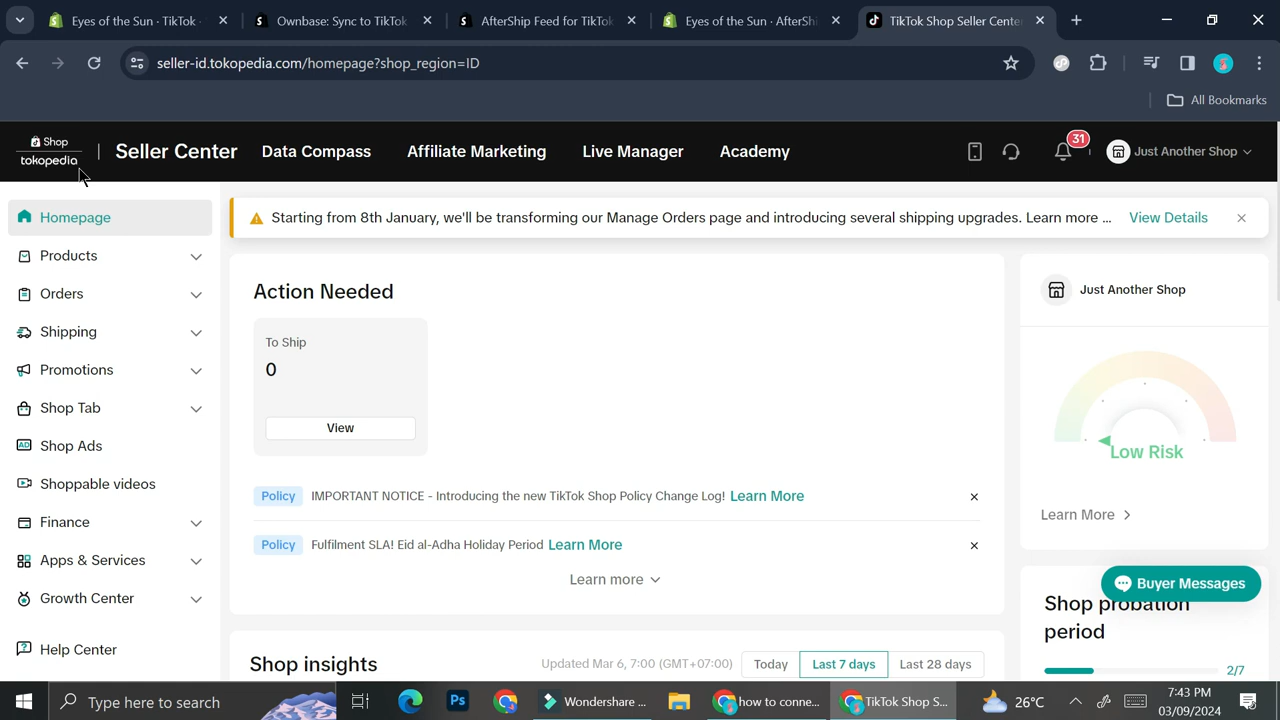 Eyes of the Sun · TikTok ·
Ownbase: Sync to TikTok
AfterShip Feed for TikTok
Eyes of the Sun · AfterShi
TikTok Shop Seller Center
seller-id.tokopedia.com/homepage?shop_region=ID
All Bookmarks
Shop
tokopedia
Seller Center
Data Compass
Affiliate Marketing
Live Manager
Academy
31
Just Another Shop
Homepage
Products
Orders
Shipping
Promotions
Shop Tab
Shop Ads
Shoppable videos
Finance
Apps & Services
Growth Center
Help Center
Starting from 8th January, we'll be transforming our Manage Orders page and introducing several shipping upgrades. Learn more ... View Details
Action Needed
To Ship
0
View
Policy IMPORTANT NOTICE - Introducing the new TikTok Shop Policy Change Log! Learn More
Policy Fulfilment SLA! Eid al-Adha Holiday Period Learn More
Learn more
Shop insights
Updated Mar 6, 7:00 (GMT+07:00)
Today
Last 7 days
Last 28 days
Just Another Shop
Low Risk
Learn More
Buyer Messages
Shop probation
period
2/7
Type here to search
Ps
Wondershare ...
how to conne...
TikTok Shop S...
26°C
7:43 PM
03/09/2024